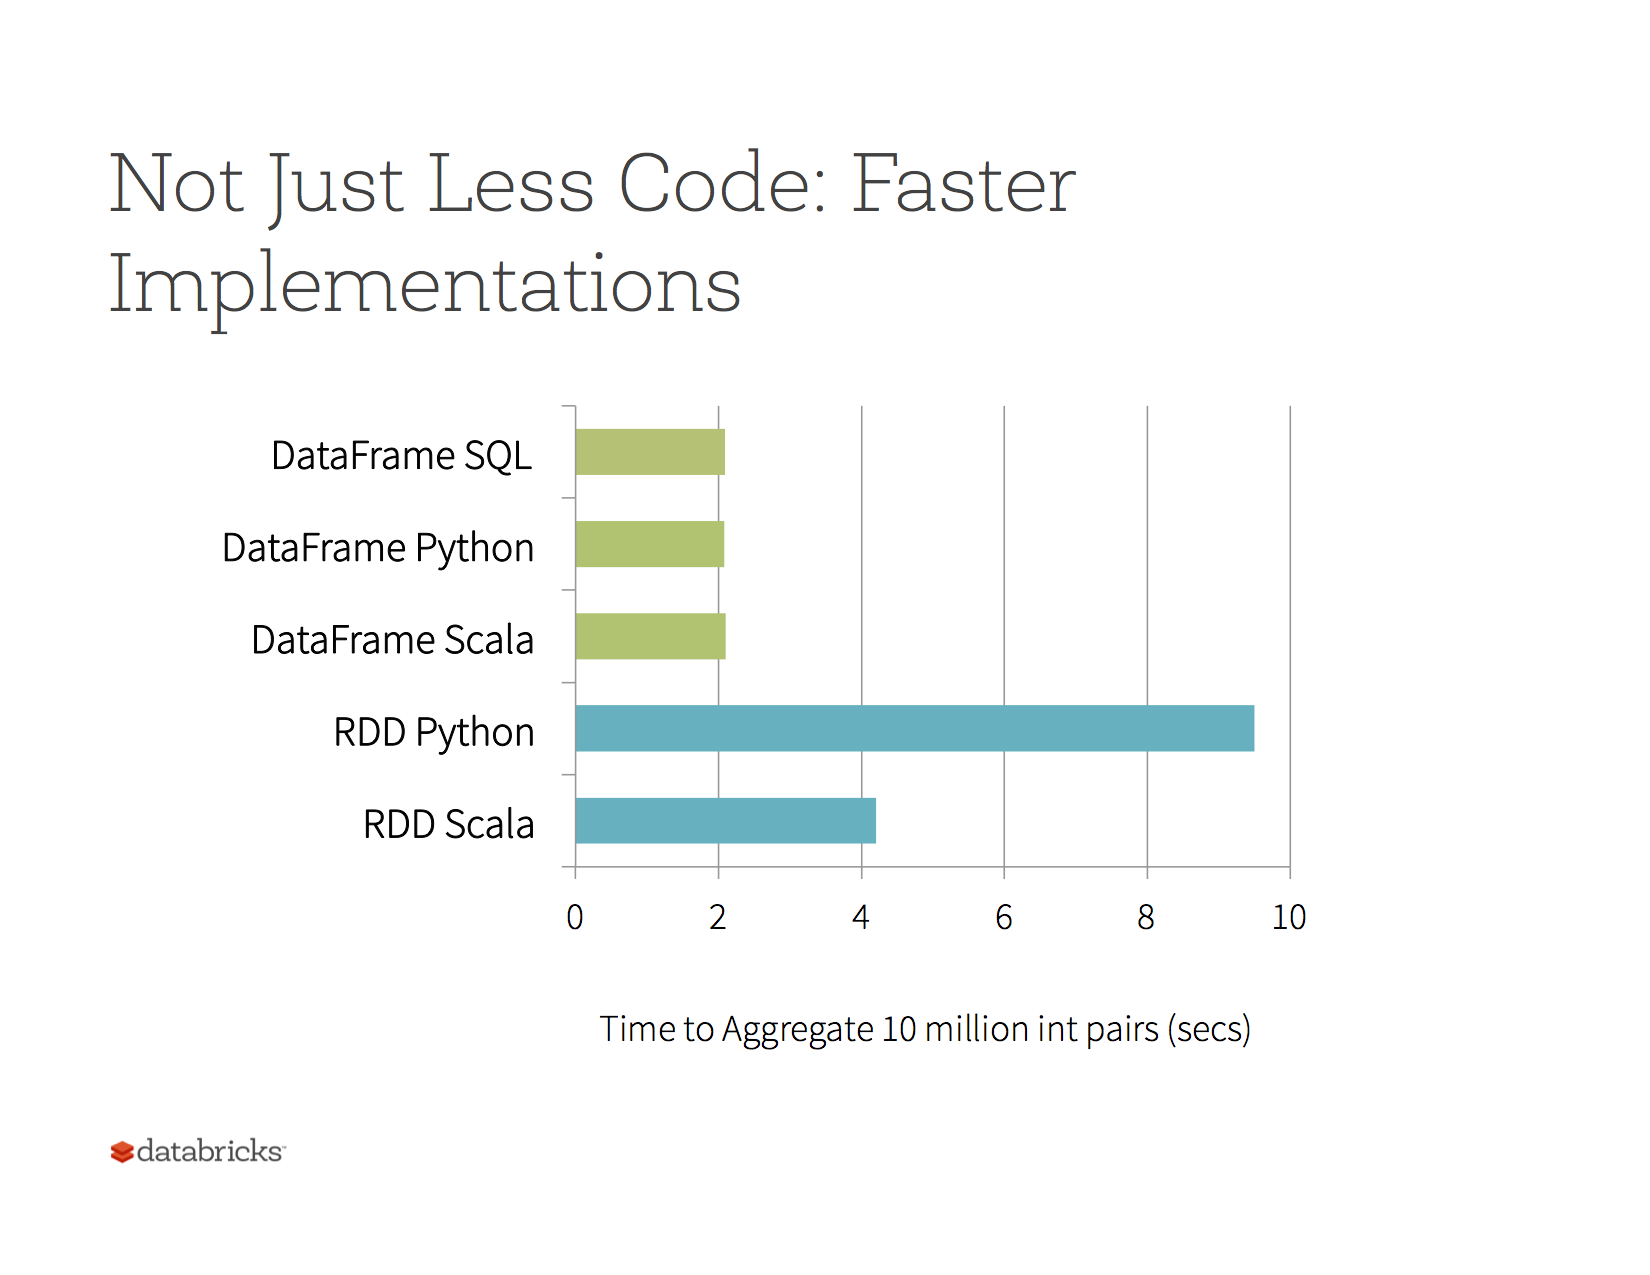 Not Just Less Code: Faster
Implementations
DataFrame SQL
DataFrame Python
DataFrame Scala
RDD Python
RDD Scala
0 2 4 6 8 10
Time to Aggregate 10 million int pairs (secs)
databricks™